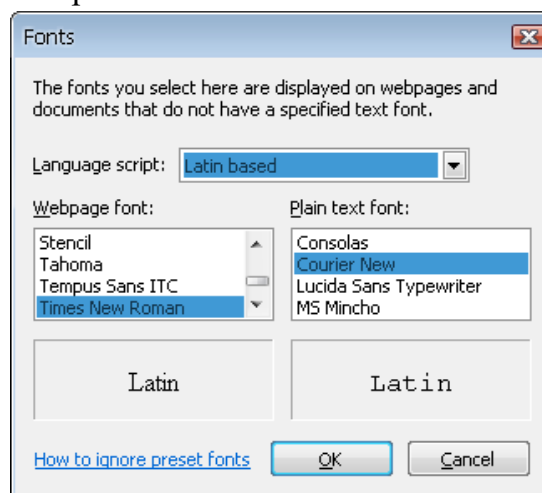 Fonts
The fonts you select here are displayed on webpages and
documents that do not have a specified text font.
Language script: Latin based
Webpage font:
Stencil
Tahoma
Tempus Sans ITC
Times New Roman
Plain text font:
Consolas
Courier New
Lucida Sans Typewriter
MS Mincho
Latin
Latin
How to ignore preset fonts
OK
Cancel